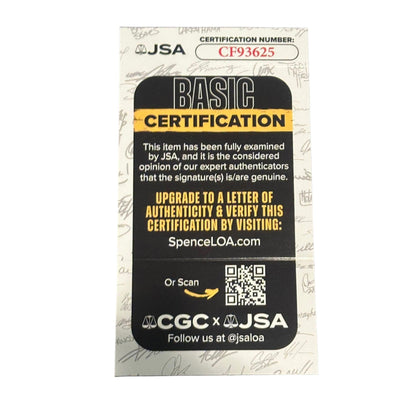 JSA
CERTIFICATION NUMBER:
CF93625
BASIC
CERTIFICATION
This item has been fully examined
by JSA, and it is the considered
opinion of our expert authenticators
that the signature(s) is/are genuine.
UPGRADE TO A LETTER OF
AUTHENTICITY & VERIFY THIS
CERTIFICATION BY VISITING:
SpenceLOA.com
Or Scan
CGC x JSA
Follow us at @jsaloa